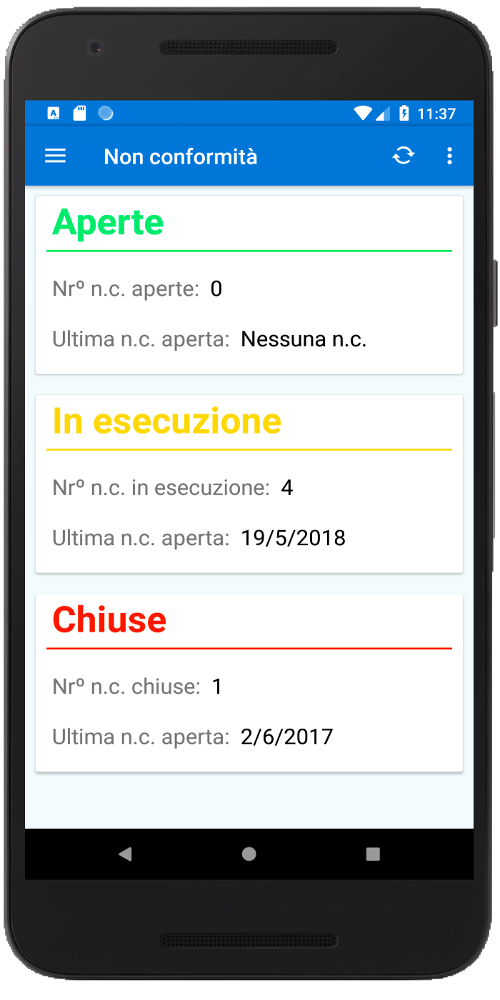 11:37
Non conformità
Aperte
Nrº n.c. aperte: 0
Ultima n.c. aperta: Nessuna n.c.
In esecuzione
Nrº n.c. in esecuzione: 4
Ultima n.c. aperta: 19/5/2018
Chiuse
Nrº n.c. chiuse: 1
Ultima n.c. aperta: 2/6/2017